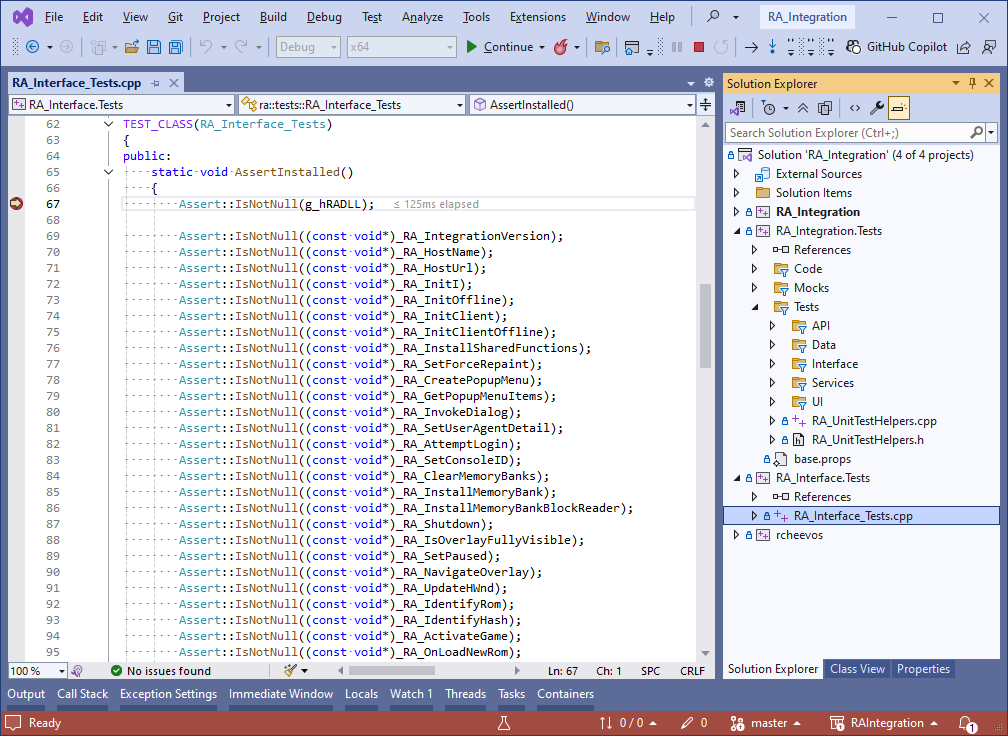 File Edit View Git Project Build Debug Test Analyze Tools Extensions Window Help RA_Integration
Debug x64 Continue GitHub Copilot
RA_Interface_Tests.cpp
RA_Interface.Tests ra::tests::RA_Interface_Tests AssertInstalled()
62 TEST_CLASS(RA_Interface_Tests)
63 {
64 public:
65 static void AssertInstalled()
66 {
67 Assert::IsNotNull(g_hRADLL); ≤ 125ms elapsed
68
69 Assert::IsNotNull((const void*)_RA_IntegrationVersion);
70 Assert::IsNotNull((const void*)_RA_HostName);
71 Assert::IsNotNull((const void*)_RA_HostUrl);
72 Assert::IsNotNull((const void*)_RA_InitI);
73 Assert::IsNotNull((const void*)_RA_InitOffline);
74 Assert::IsNotNull((const void*)_RA_InitClient);
75 Assert::IsNotNull((const void*)_RA_InitClientOffline);
76 Assert::IsNotNull((const void*)_RA_InstallSharedFunctions);
77 Assert::IsNotNull((const void*)_RA_SetForceRepaint);
78 Assert::IsNotNull((const void*)_RA_CreatePopupMenu);
79 Assert::IsNotNull((const void*)_RA_GetPopupMenuItems);
80 Assert::IsNotNull((const void*)_RA_InvokeDialog);
81 Assert::IsNotNull((const void*)_RA_SetUserAgentDetail);
82 Assert::IsNotNull((const void*)_RA_AttemptLogin);
83 Assert::IsNotNull((const void*)_RA_SetConsoleID);
84 Assert::IsNotNull((const void*)_RA_ClearMemoryBanks);
85 Assert::IsNotNull((const void*)_RA_InstallMemoryBank);
86 Assert::IsNotNull((const void*)_RA_InstallMemoryBankBlockReader);
87 Assert::IsNotNull((const void*)_RA_Shutdown);
88 Assert::IsNotNull((const void*)_RA_IsOverlayFullyVisible);
89 Assert::IsNotNull((const void*)_RA_SetPaused);
90 Assert::IsNotNull((const void*)_RA_NavigateOverlay);
91 Assert::IsNotNull((const void*)_RA_UpdateHWnd);
92 Assert::IsNotNull((const void*)_RA_IdentifyRom);
93 Assert::IsNotNull((const void*)_RA_IdentifyHash);
94 Assert::IsNotNull((const void*)_RA_ActivateGame);
95 Assert::IsNotNull((const void*)_RA_OnLoadNewRom);
100 % No issues found Ln: 67 Ch: 1 SPC CRLF
Solution Explorer
Search Solution Explorer (Ctrl+;)
Solution 'RA_Integration' (4 of 4 projects)
External Sources
Solution Items
RA_Integration
RA_Integration.Tests
References
Code
Mocks
Tests
API
Data
Interface
Services
UI
RA_UnitTestHelpers.cpp
RA_UnitTestHelpers.h
base.props
RA_Interface.Tests
References
RA_Interface_Tests.cpp
rcheevos
Solution Explorer Class View Properties
Output Call Stack Exception Settings Immediate Window Locals Watch 1 Threads Tasks Containers
Ready 0 / 0 0 master RAIntegration 1